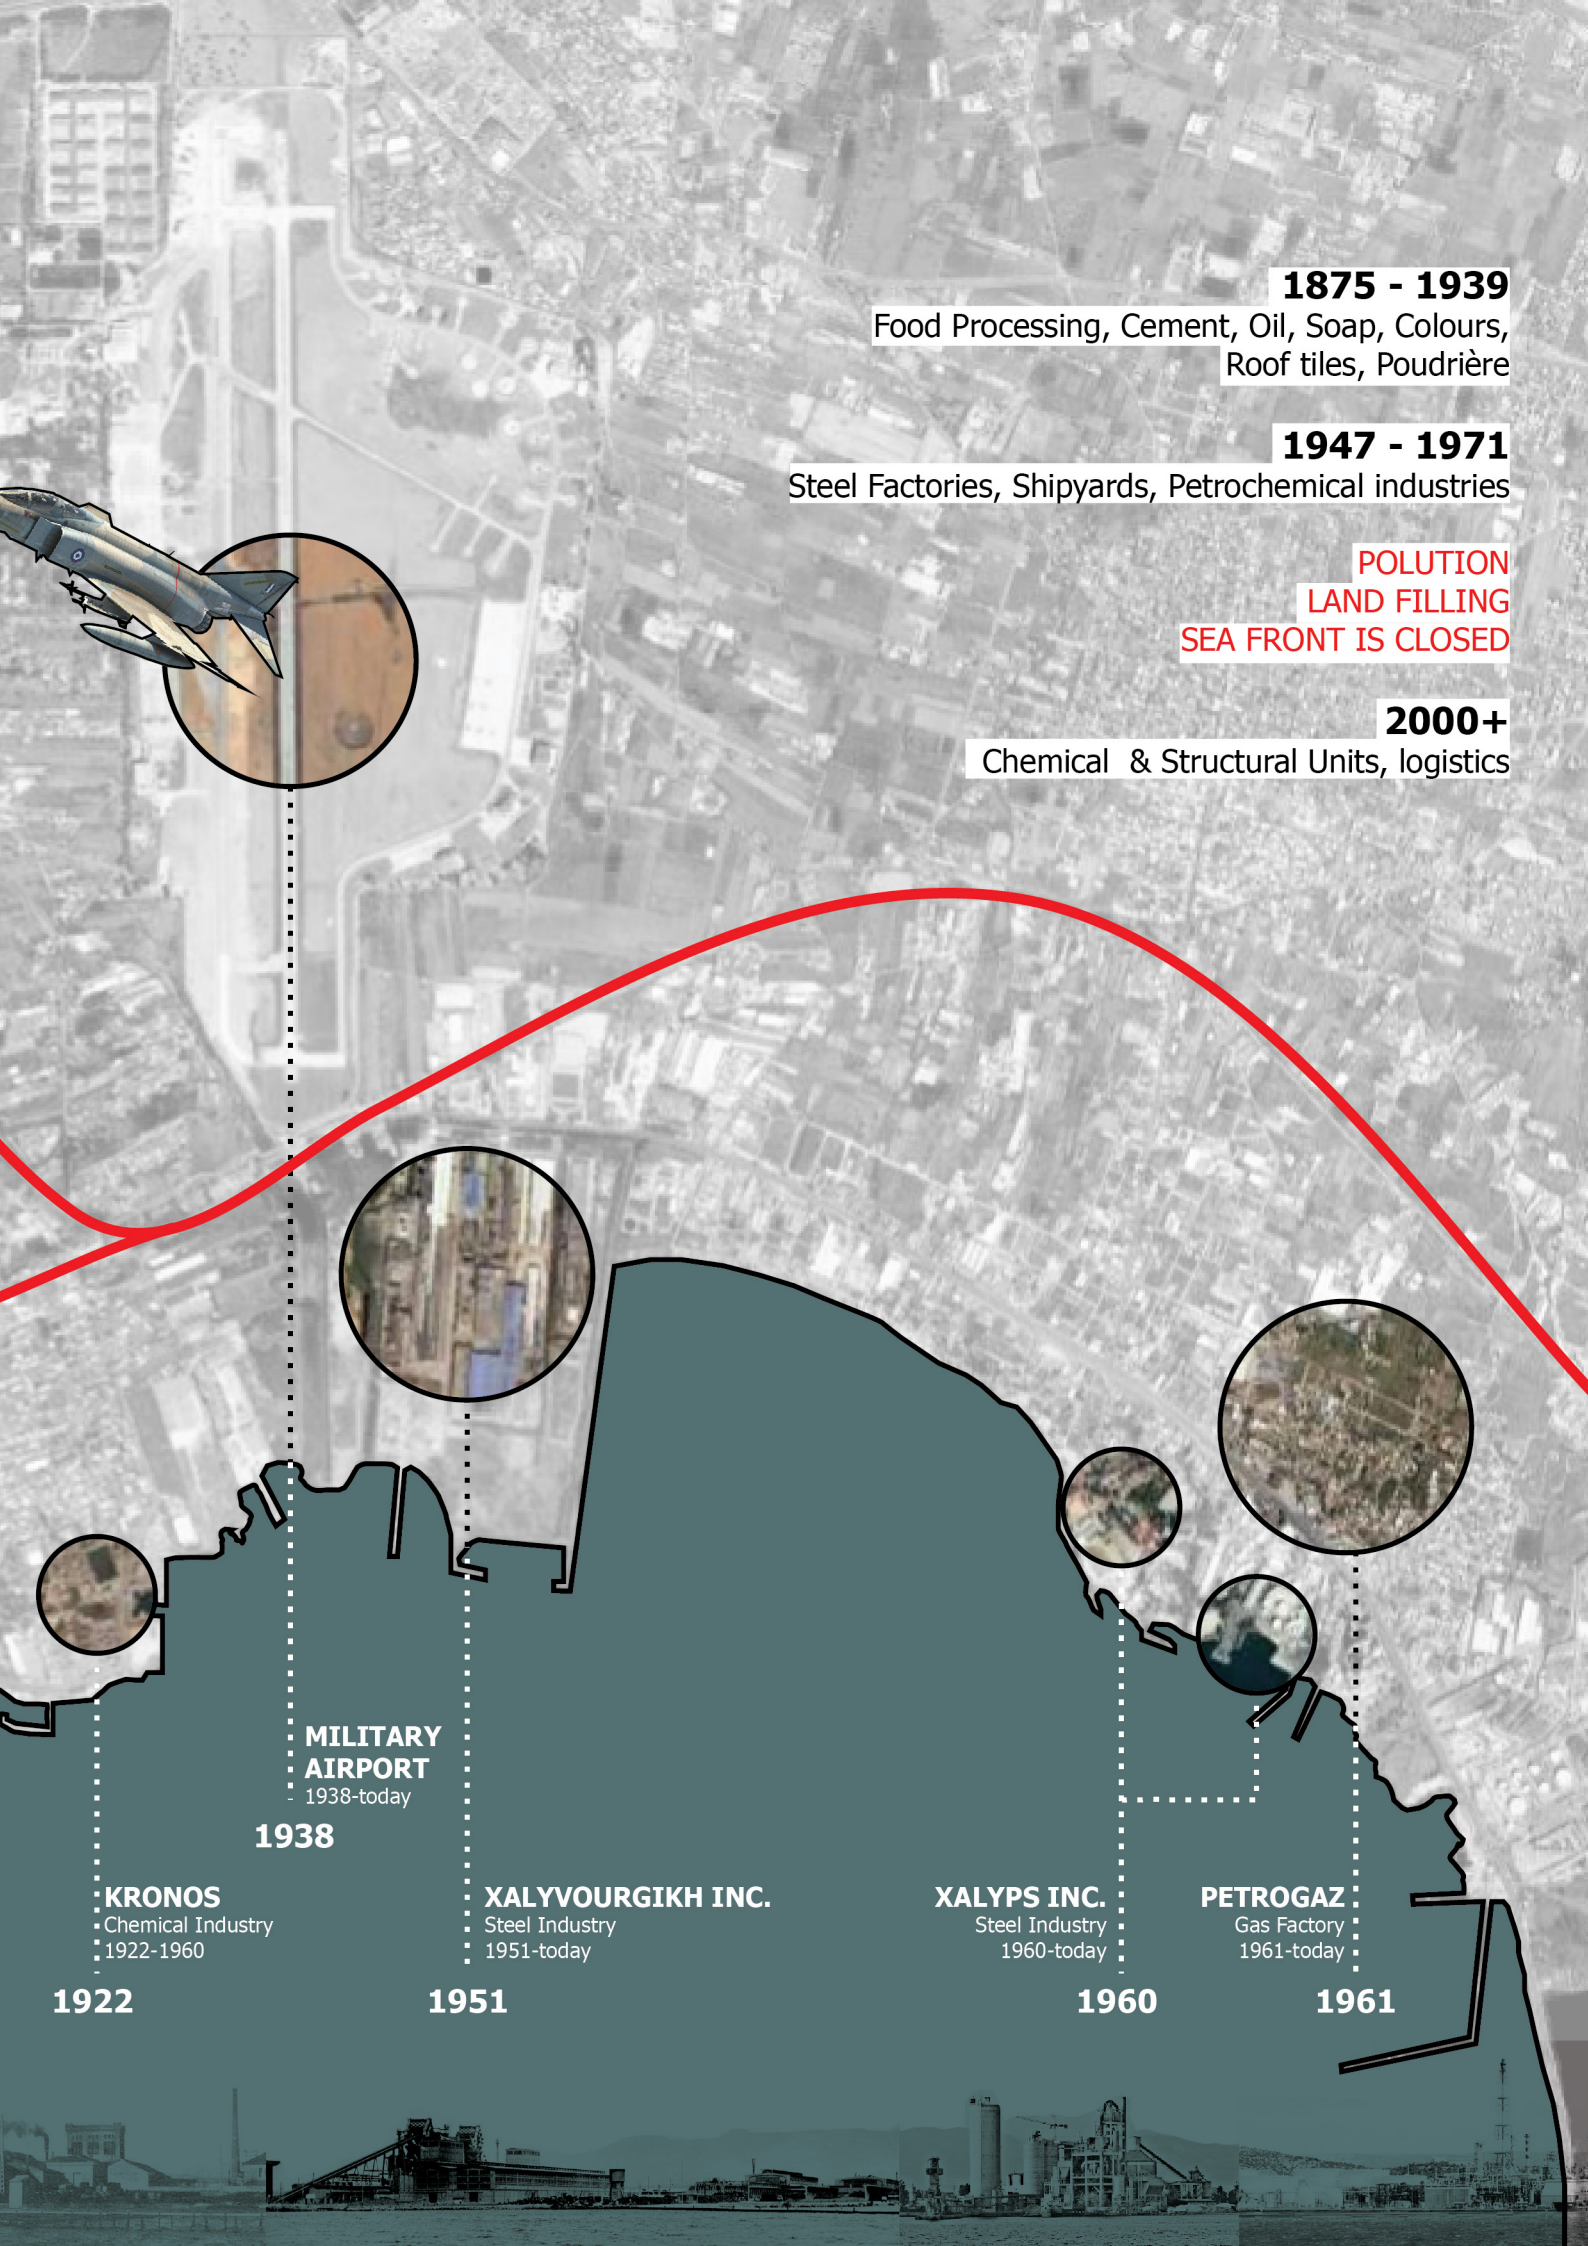 1875 - 1939
Food Processing, Cement, Oil, Soap, Colours,
Roof tiles, Poudrière
1947 - 1971
Steel Factories, Shipyards, Petrochemical industries
POLUTION
LAND FILLING
SEA FRONT IS CLOSED
2000+
Chemical & Structural Units, logistics
MILITARY
AIRPORT
1938-today
1938
KRONOS
Chemical Industry
1922-1960
1922
XALYVOURGIKH INC.
Steel Industry
1951-today
1951
XALYPS INC.
Steel Industry
1960-today
1960
PETROGAZ
Gas Factory
1961-today
1961